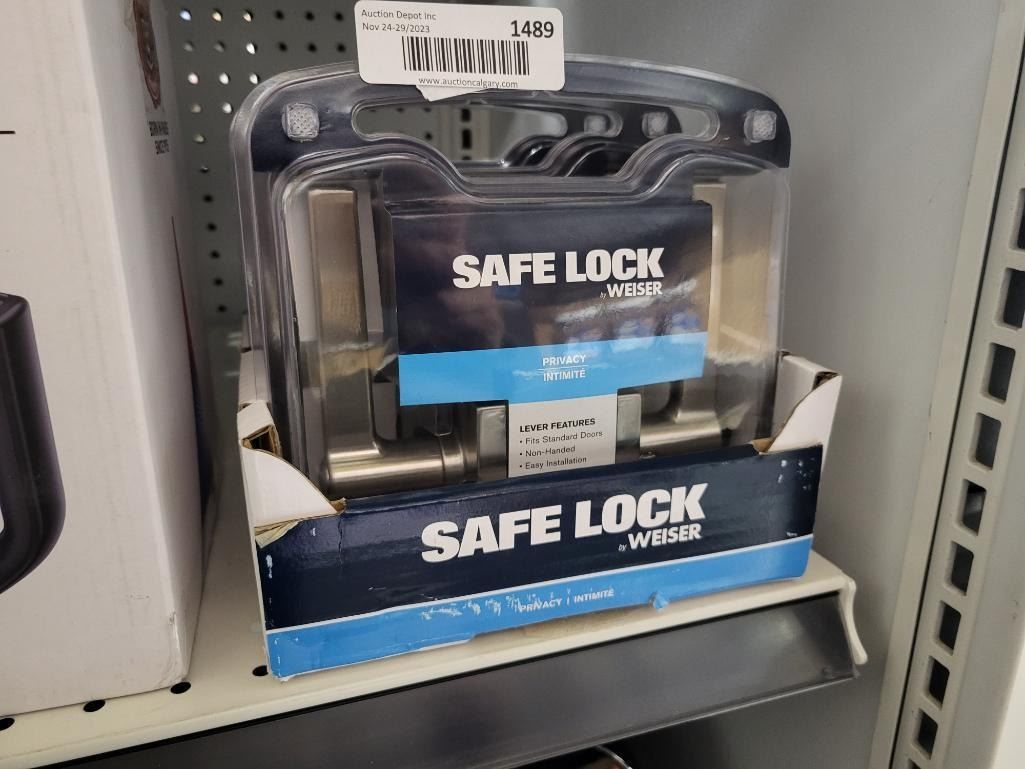 Auction Depot Inc
Nov 24-29/2023
1489
www.auctioncalgary.com
SAFE LOCK
by WEISER
PRIVACY
INTIMITÉ
LEVER FEATURES
• Fits Standard Doors
• Non-Handed
• Easy Installation
SAFE LOCK
by WEISER
PRIVACY | INTIMITÉ